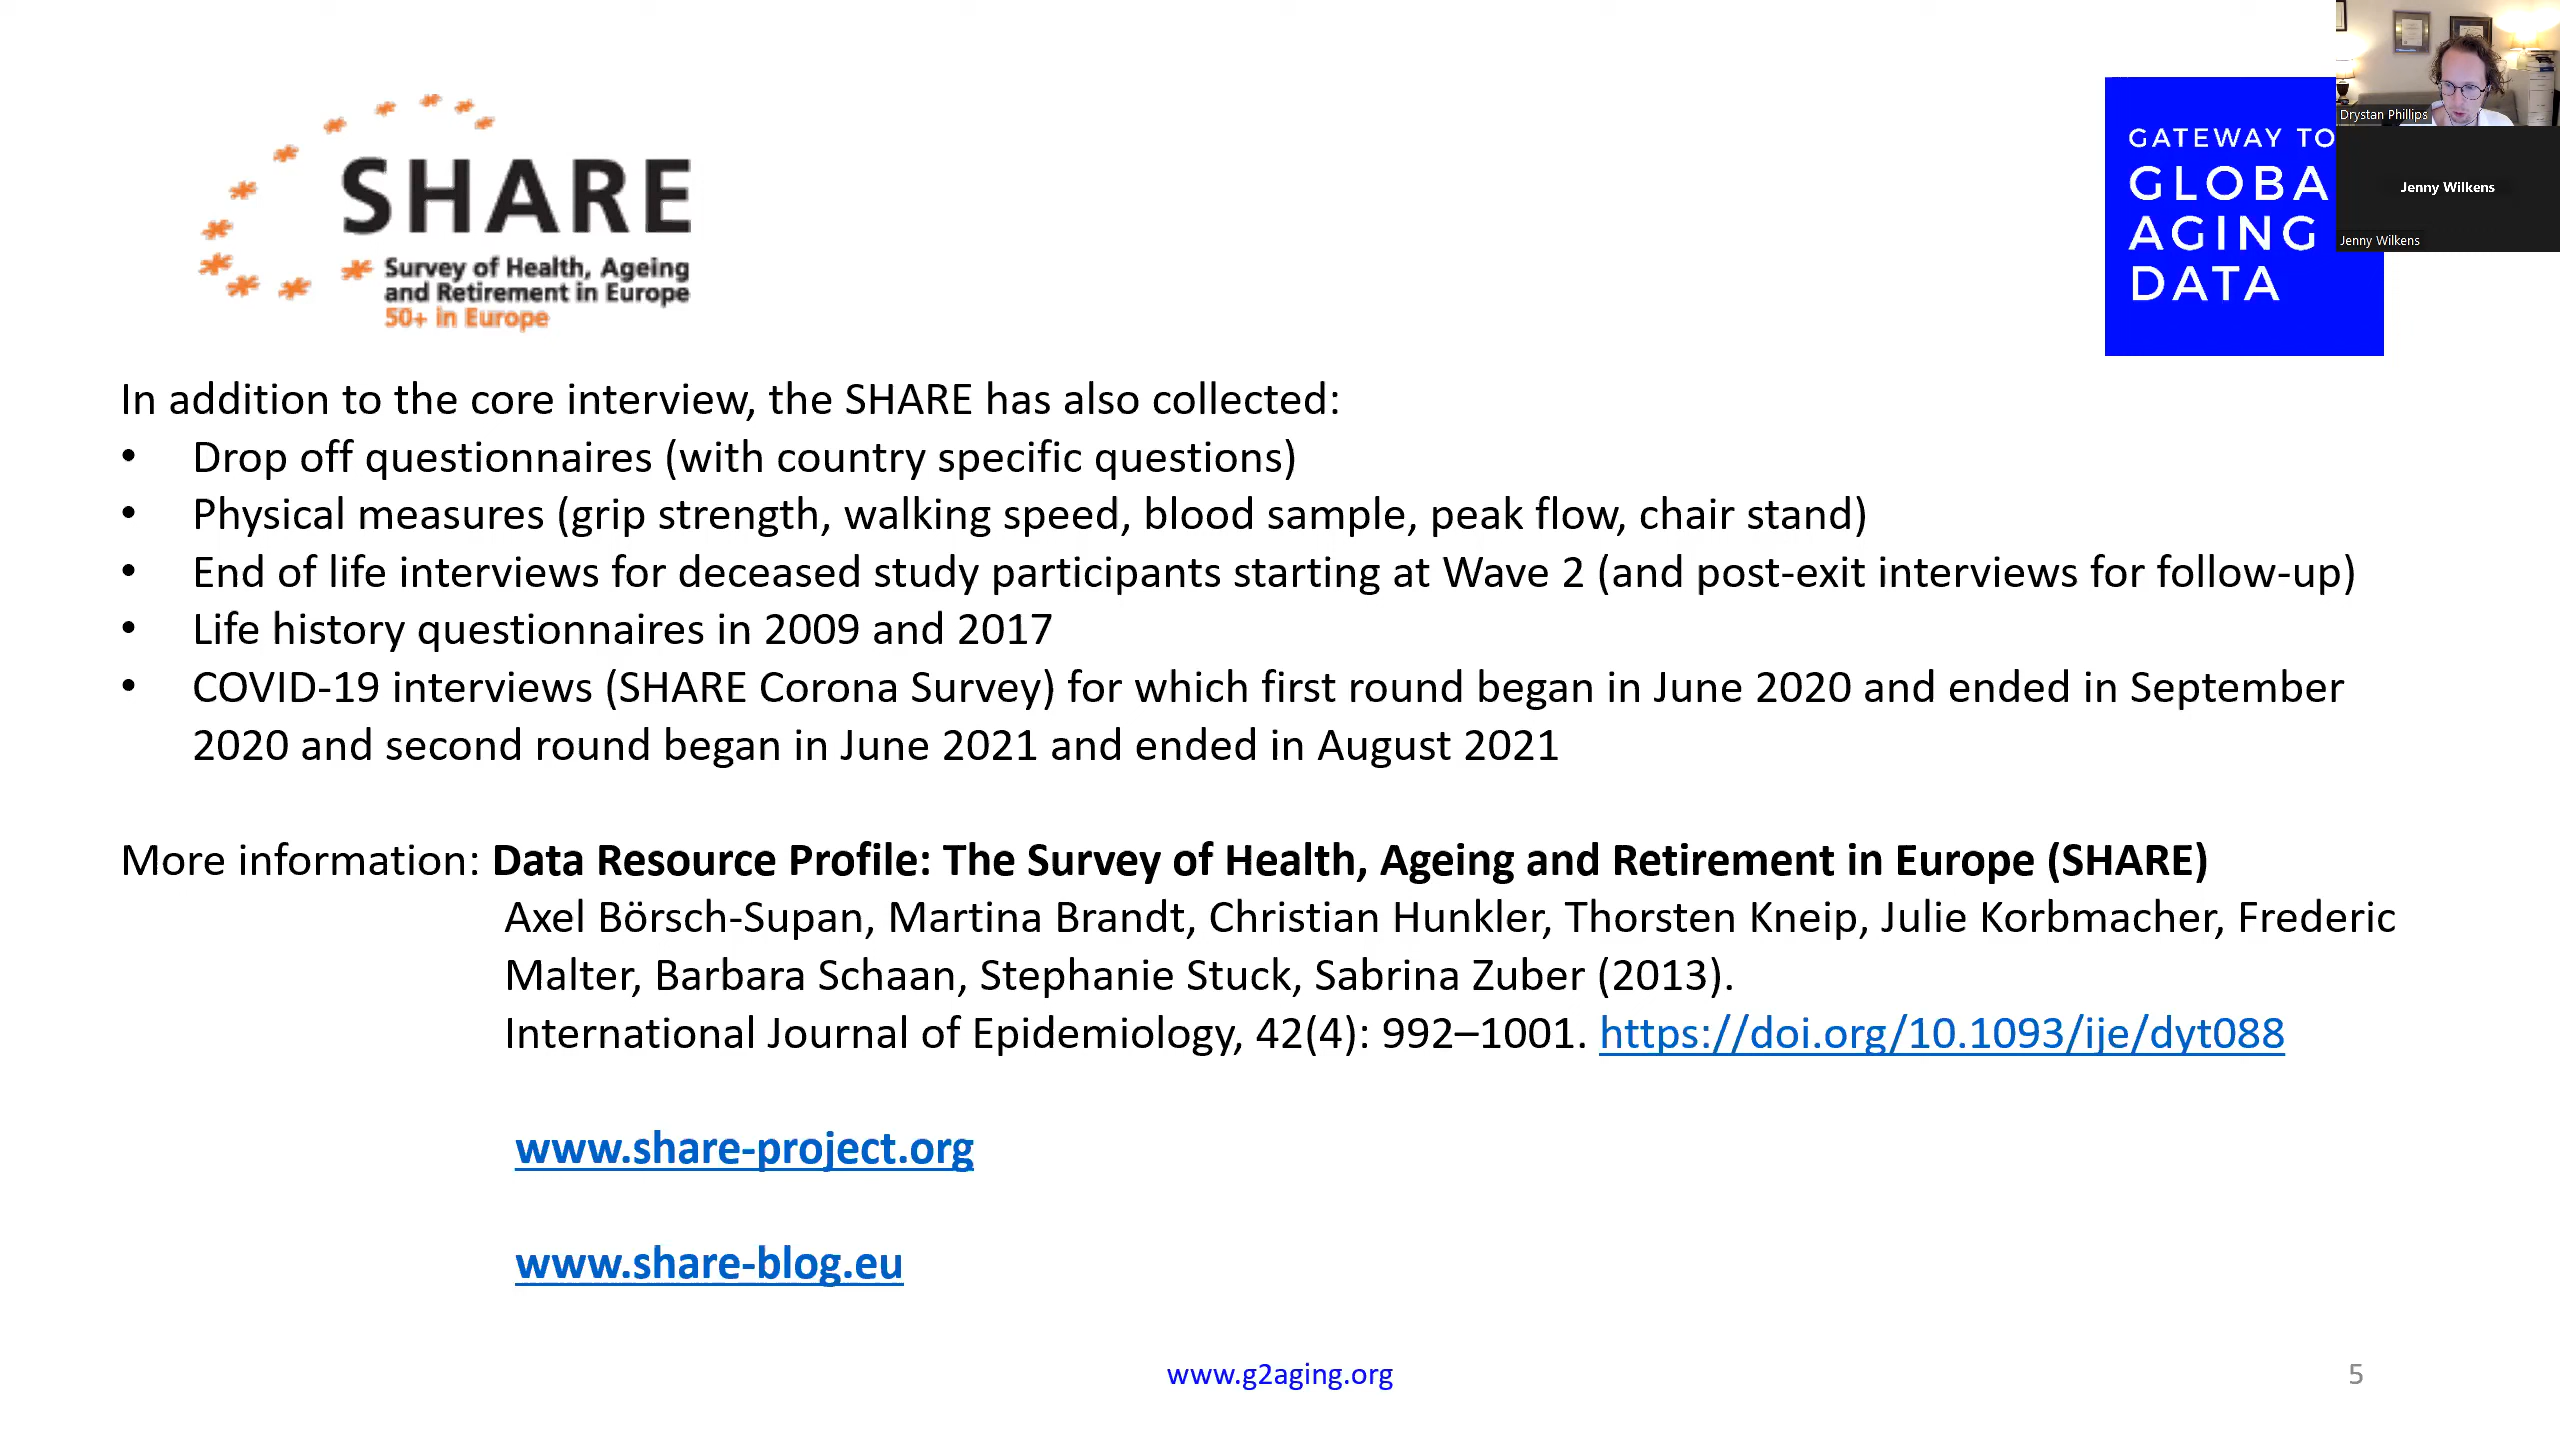 SHARE
Survey of Health, Ageing
and Retirement in Europe
50+ in Europe
GATEWAY TO
GLOBA
AGING
DATA
Drystan Phillips
Jenny Wilkens
Jenny Wilkens
In addition to the core interview, the SHARE has also collected:
• Drop off questionnaires (with country specific questions)
• Physical measures (grip strength, walking speed, blood sample, peak flow, chair stand)
• End of life interviews for deceased study participants starting at Wave 2 (and post-exit interviews for follow-up)
• Life history questionnaires in 2009 and 2017
• COVID-19 interviews (SHARE Corona Survey) for which first round began in June 2020 and ended in September
2020 and second round began in June 2021 and ended in August 2021
More information: Data Resource Profile: The Survey of Health, Ageing and Retirement in Europe (SHARE)
Axel Börsch-Supan, Martina Brandt, Christian Hunkler, Thorsten Kneip, Julie Korbmacher, Frederic
Malter, Barbara Schaan, Stephanie Stuck, Sabrina Zuber (2013).
International Journal of Epidemiology, 42(4): 992–1001. https://doi.org/10.1093/ije/dyt088
www.share-project.org
www.share-blog.eu
www.g2aging.org
5